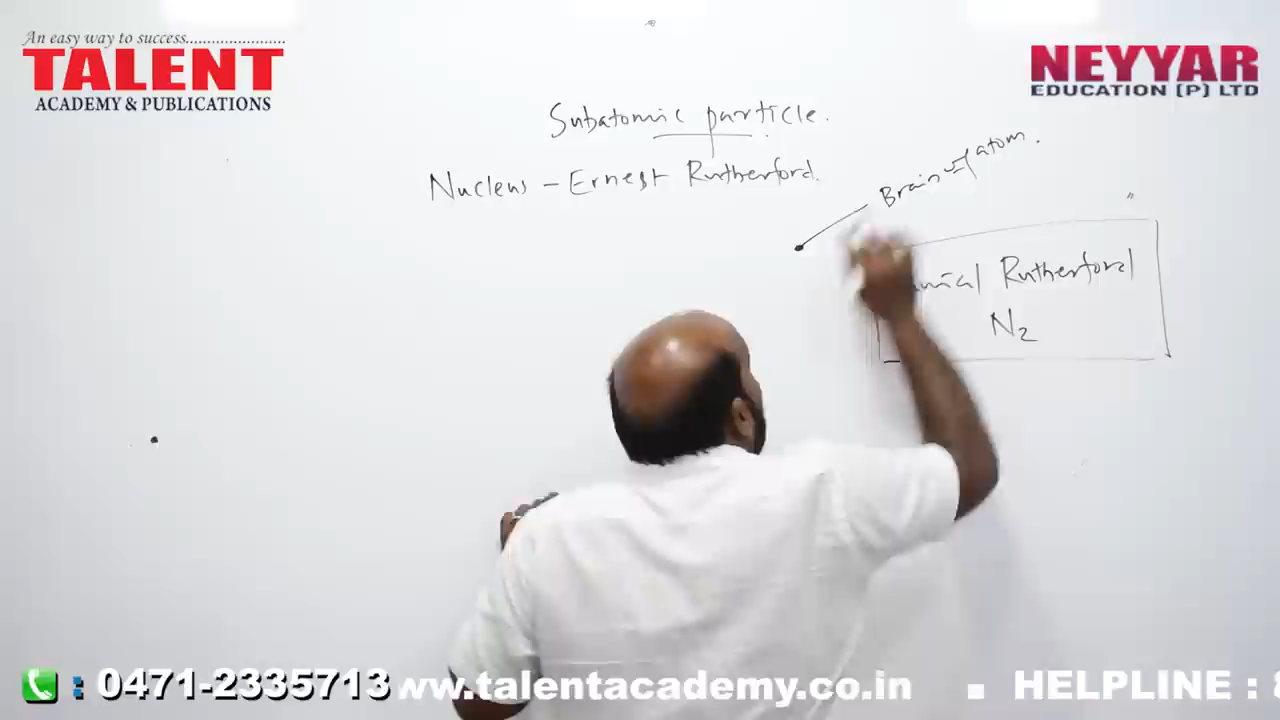 An easy way to success.......................
TALENT
ACADEMY & PUBLICATIONS
NEYYAR
EDUCATION (P) LTD
Subatomic particle.
Nucleus - Ernest Rutherford.
Brain of atom.
Rutherford
N2
: 0471-2335713
www.talentacademy.co.in
HELPLINE :